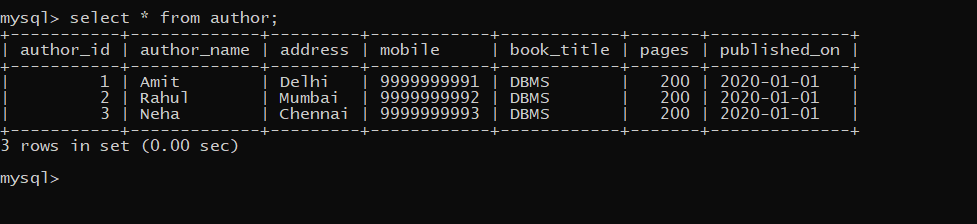 mysql> select * from author;
+-----------+-------------+---------+------------+------------+-------+--------------+
| author_id | author_name | address | mobile     | book_title | pages | published_on |
+-----------+-------------+---------+------------+------------+-------+--------------+
|         1 | Amit        | Delhi   | 9999999991 | DBMS       |   200 | 2020-01-01   |
|         2 | Rahul       | Mumbai  | 9999999992 | DBMS       |   200 | 2020-01-01   |
|         3 | Neha        | Chennai | 9999999993 | DBMS       |   200 | 2020-01-01   |
+-----------+-------------+---------+------------+------------+-------+--------------+
3 rows in set (0.00 sec)
mysql>